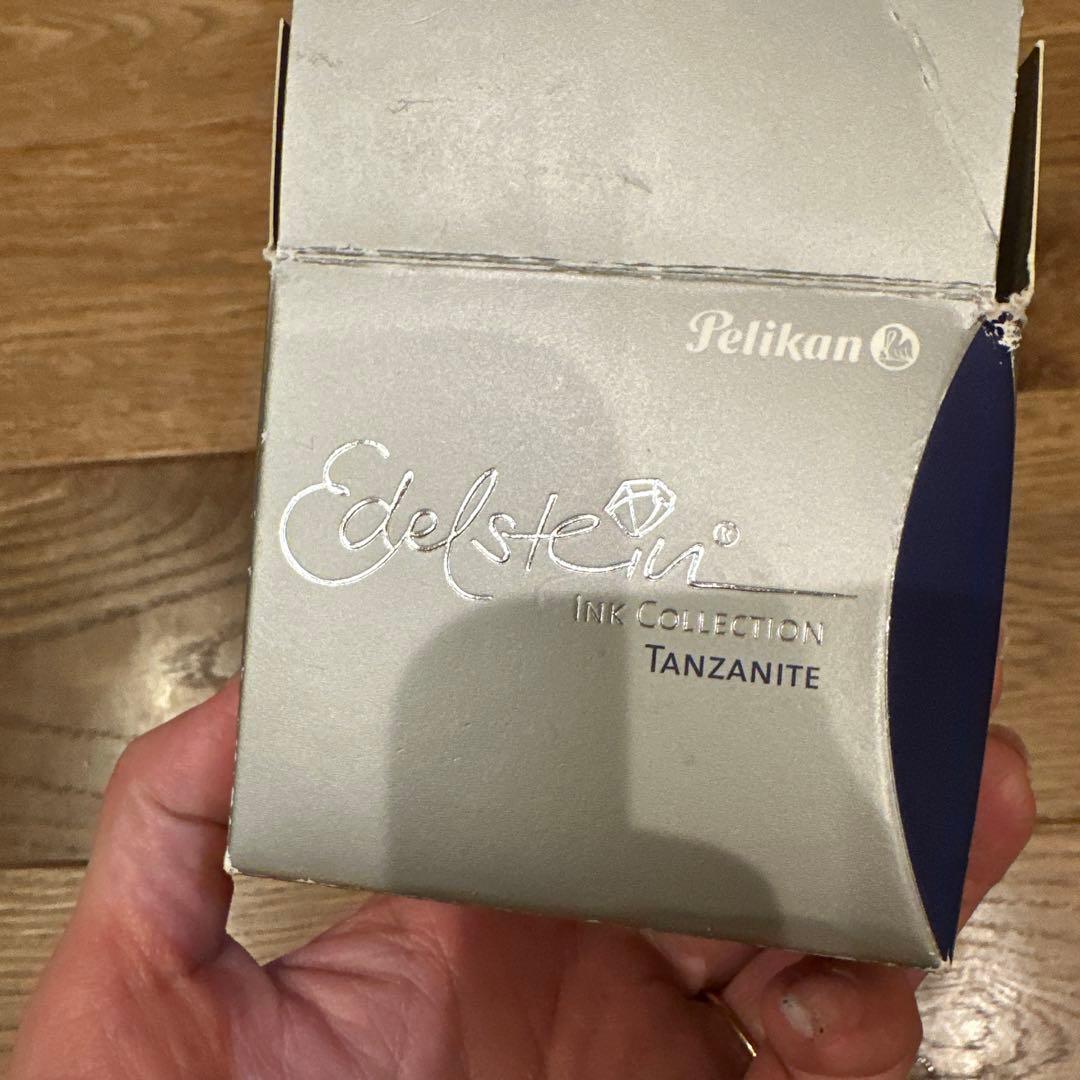 Pelikan
Edelstein®
INK COLLECTION
TANZANITE